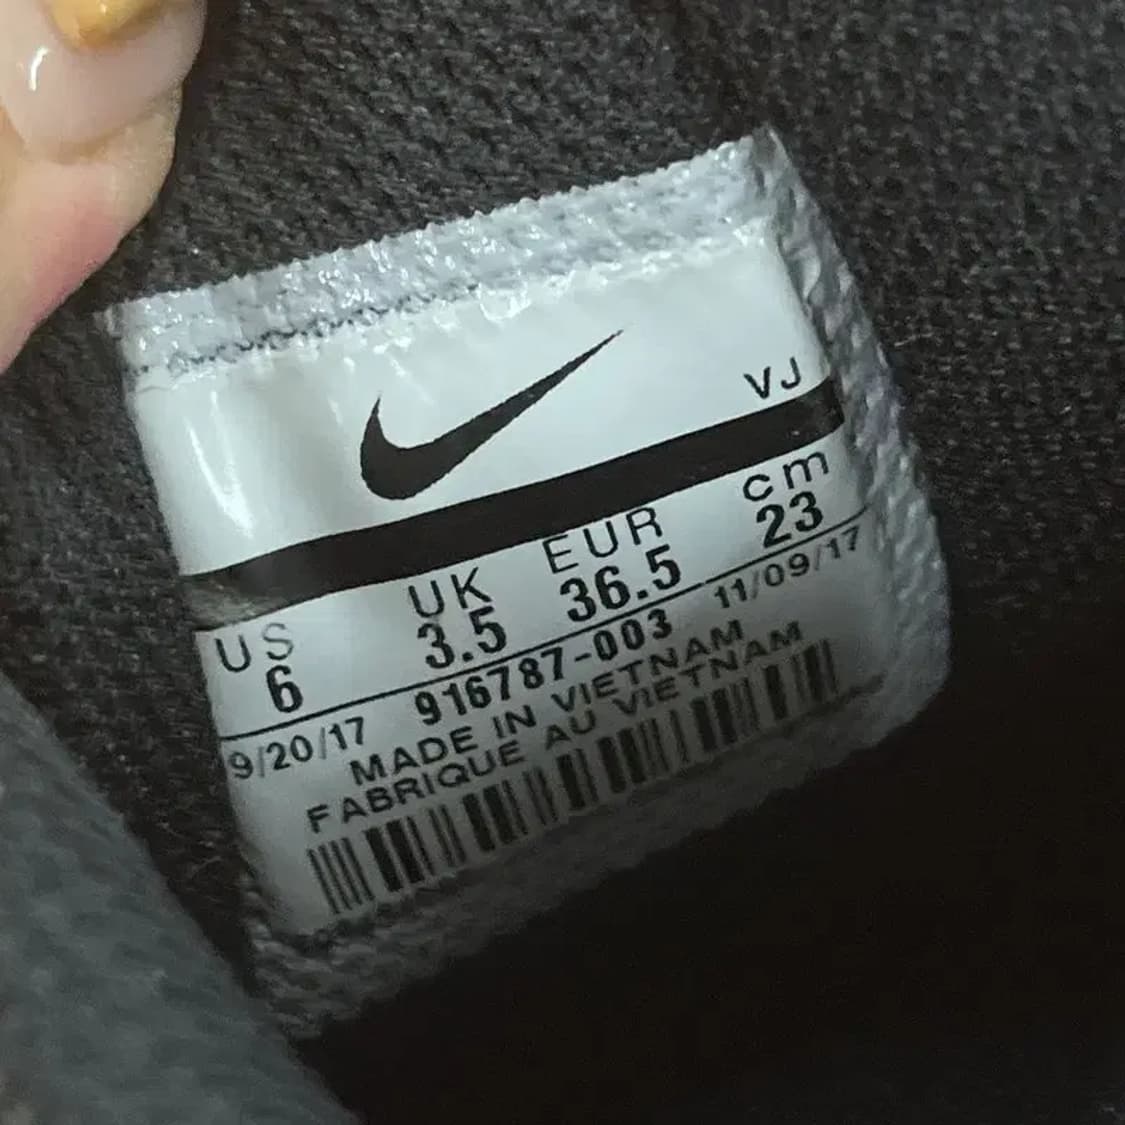 VJ
US UK EUR cm
6 3.5 36.5 23
9/20/17 916787-003 11/09/17
MADE IN VIETNAM
FABRIQUE AU VIETNAM